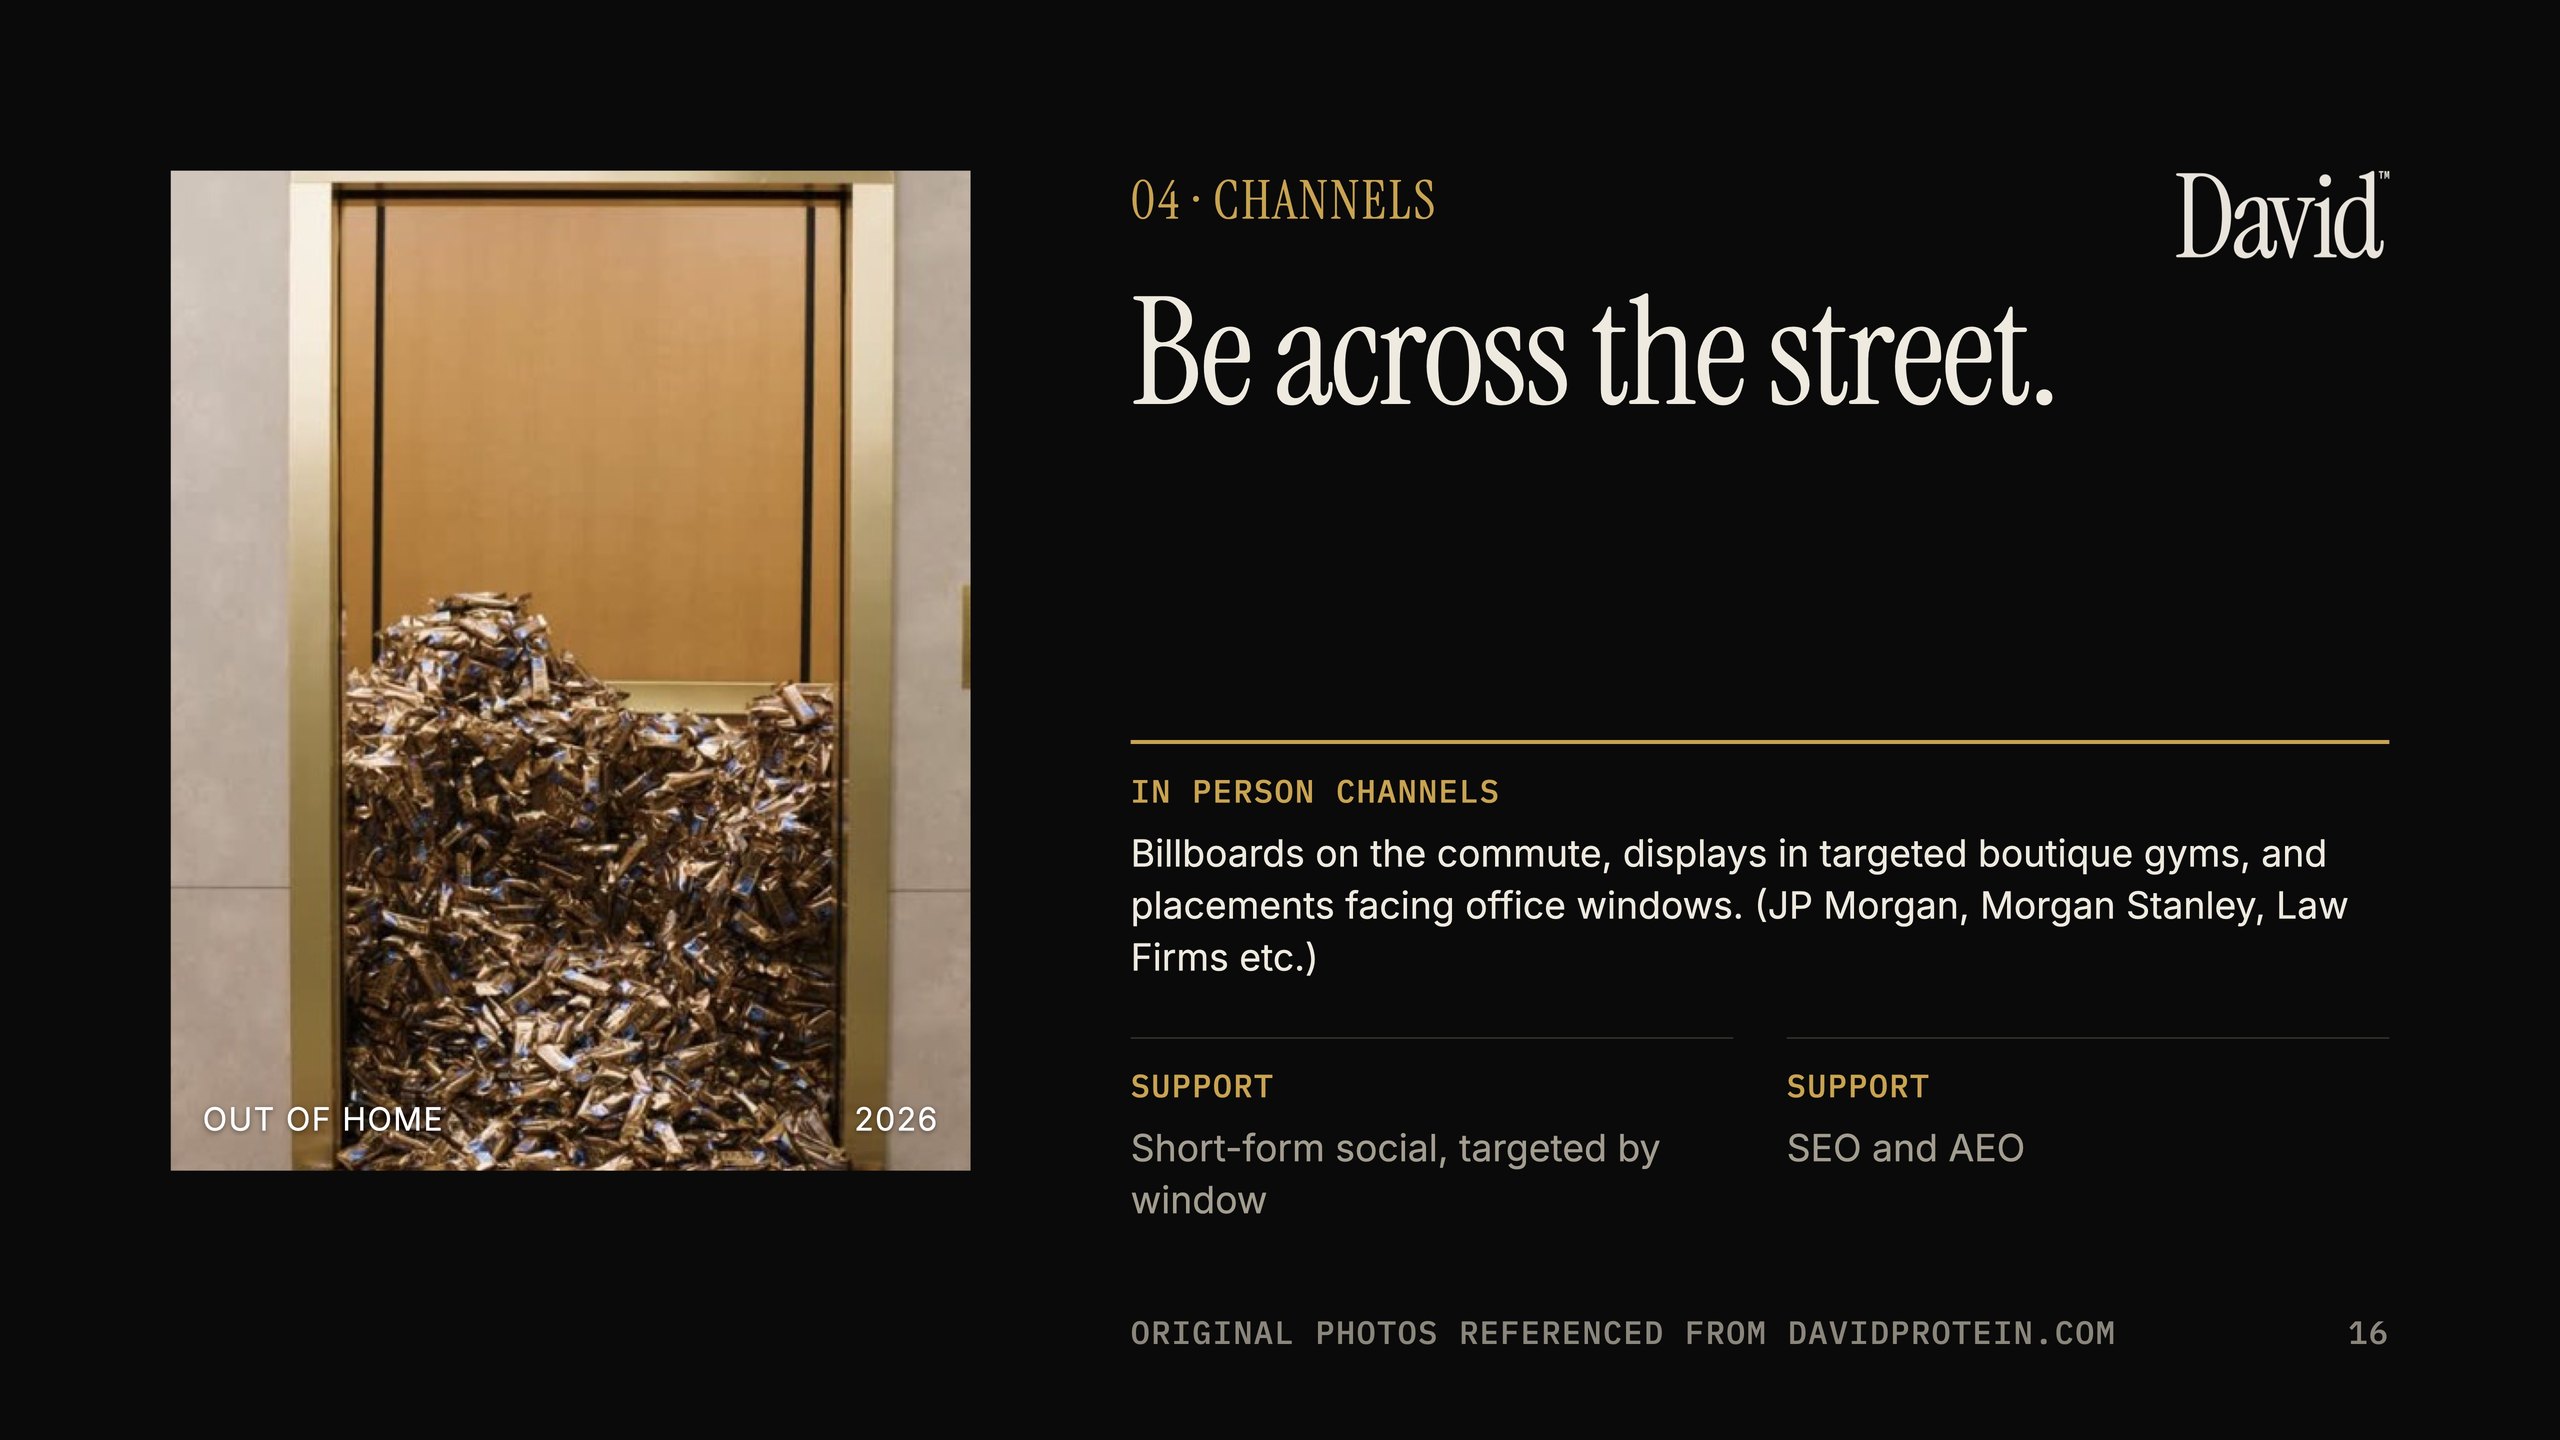 04 · CHANNELS
David™
Be across the street.
IN PERSON CHANNELS
Billboards on the commute, displays in targeted boutique gyms, and
placements facing office windows. (JP Morgan, Morgan Stanley, Law
Firms etc.)
SUPPORT
Short-form social, targeted by
window
SUPPORT
SEO and AEO
OUT OF HOME
2026
ORIGINAL PHOTOS REFERENCED FROM DAVIDPROTEIN.COM
16